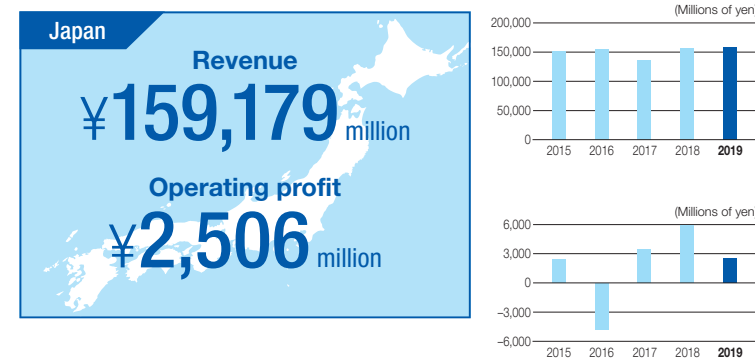 Japan
Revenue
¥159,179 million
Operating profit
¥2,506 million
(Millions of yen)
200,000
150,000
100,000
50,000
0
2015 2016 2017 2018 2019
(Millions of yen)
6,000
3,000
0
–3,000
–6,000
2015 2016 2017 2018 2019